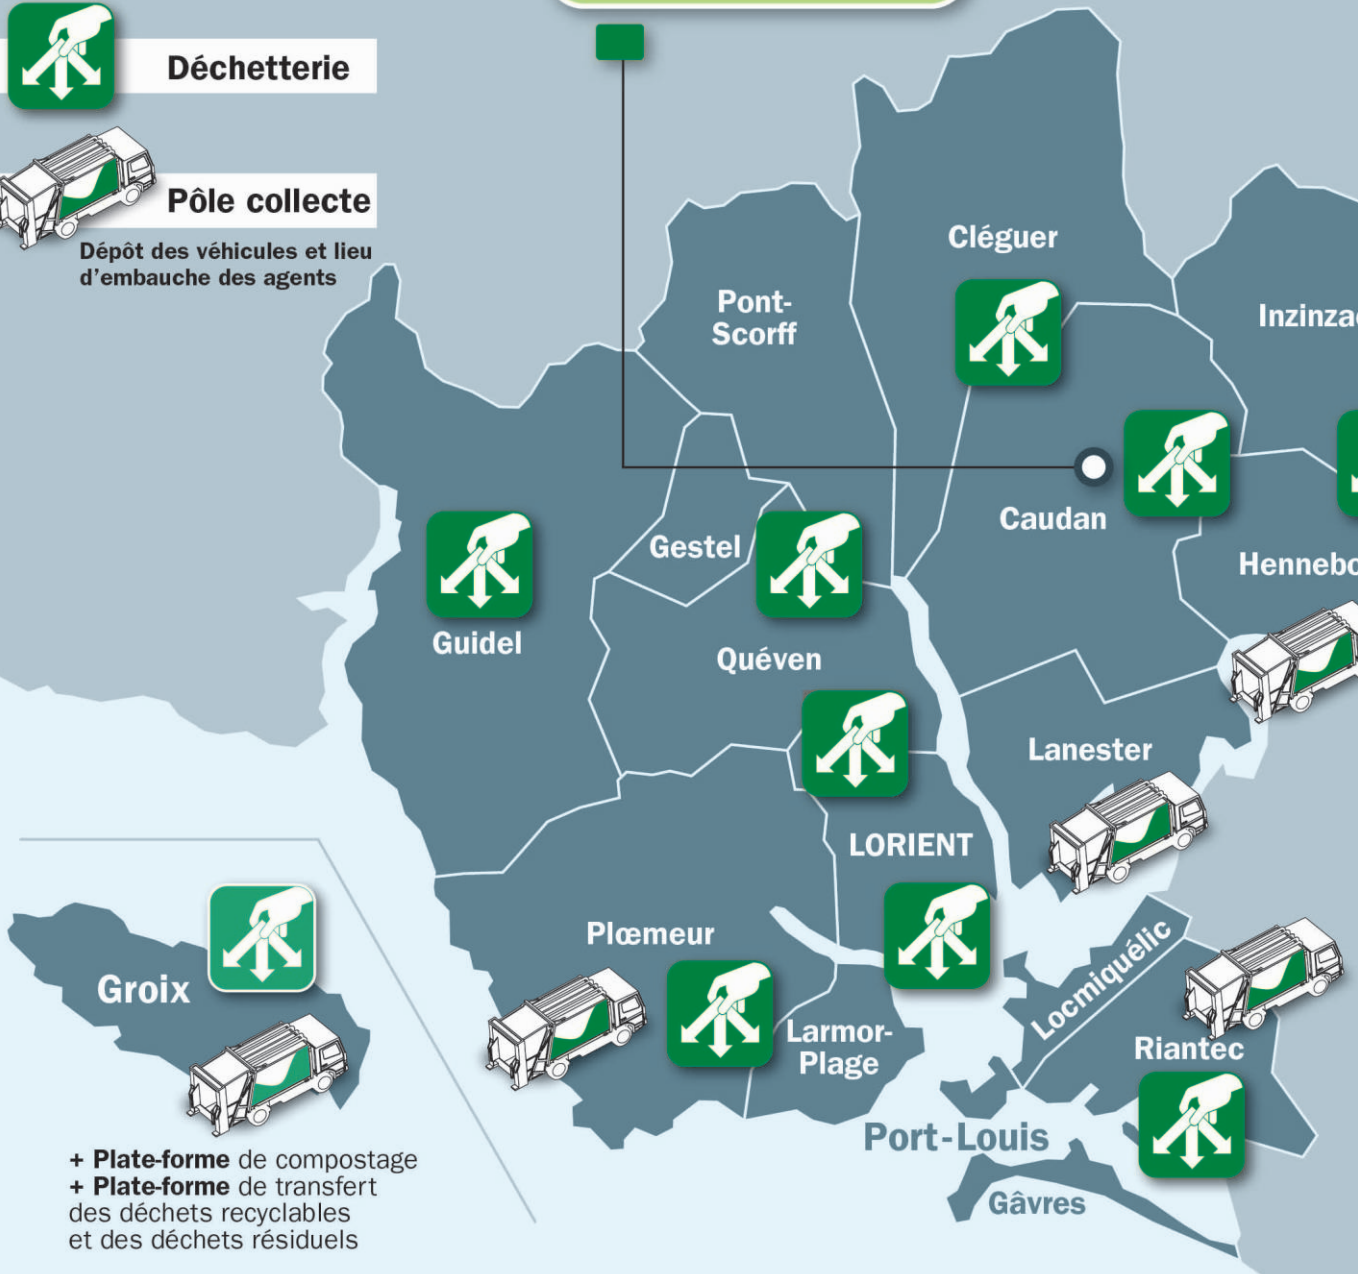 Déchetterie
Pôle collecte
Dépôt des véhicules et lieu
d'embauche des agents
Cléguer
Pont-
Scorff
Inzinza
Caudan
Gestel
Hennebo
Guidel
Quéven
Lanester
LORIENT
Plœmeur
Locmiquélic
Groix
Larmor-
Plage
Riantec
Port-Louis
Gâvres
+ Plate-forme de compostage
+ Plate-forme de transfert
des déchets recyclables
et des déchets résiduels